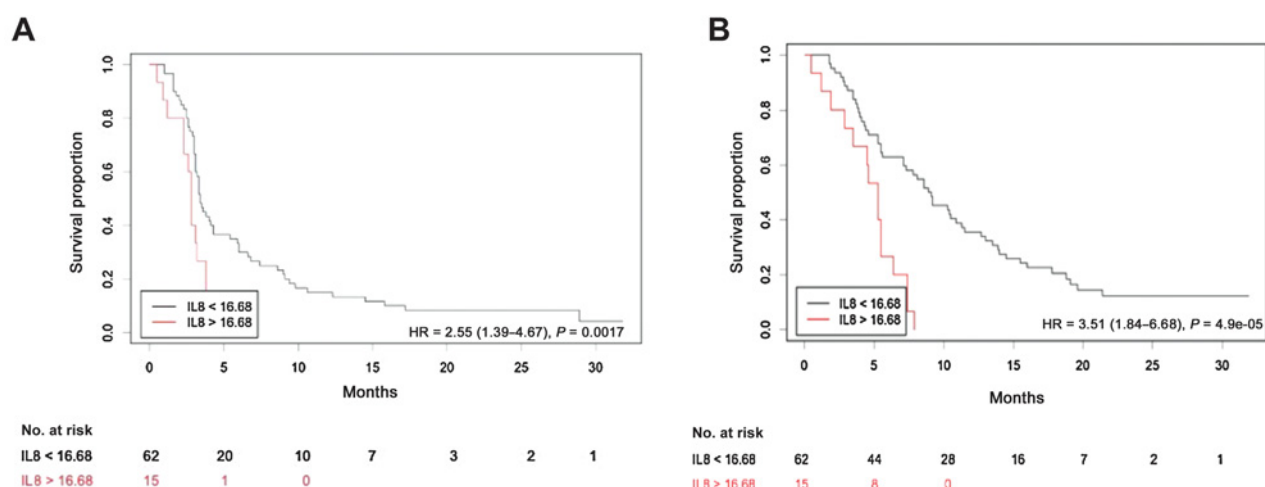 A
Survival proportion
1.0
0.8
0.6
0.4
0.2
0.0
IL8 < 16.68
IL8 > 16.68
HR = 2.55 (1.39–4.67), P = 0.0017
0 5 10 15 20 25 30
Months
No. at risk
IL8 < 16.68 62 20 10 7 3 2 1
IL8 > 16.68 15 1 0
B
Survival proportion
1.0
0.8
0.6
0.4
0.2
0.0
IL8 < 16.68
IL8 > 16.68
HR = 3.51 (1.84–6.68), P = 4.9e-05
0 5 10 15 20 25 30
Months
No. at risk
IL8 < 16.68 62 44 28 16 7 2 1
IL8 > 16.68 15 8 0